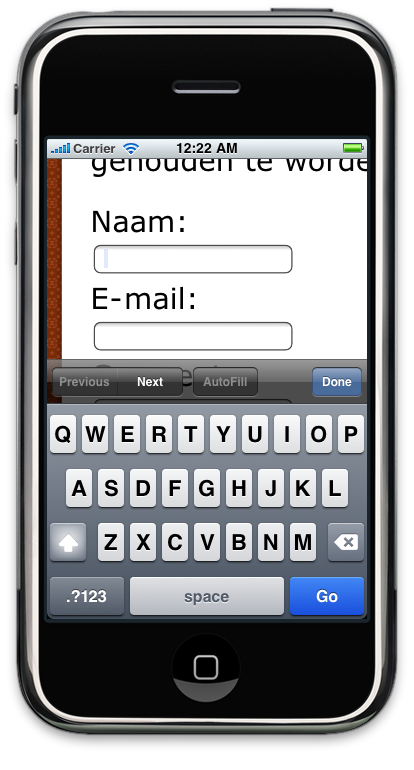 Carrier 12:22 AM
gehouden te worde
Naam:
E-mail:
Previous Next AutoFill Done
Q W E R T Y U I O P
A S D F G H J K L
Z X C V B N M
.?123 space Go